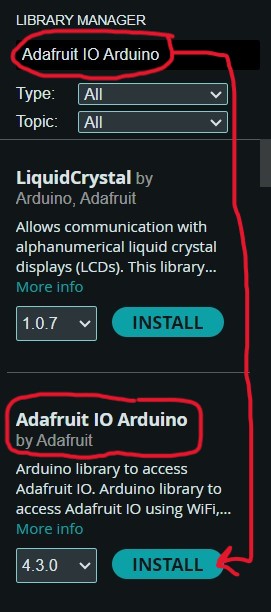 LIBRARY MANAGER
Adafruit IO Arduino
Type: All
Topic: All
LiquidCrystal by
Arduino, Adafruit
Allows communication with
alphanumerical liquid crystal
displays (LCDs). This library...
More info
1.0.7 INSTALL
Adafruit IO Arduino
by Adafruit
Arduino library to access
Adafruit IO. Arduino library to
access Adafruit IO using WiFi,...
More info
4.3.0 INSTALL